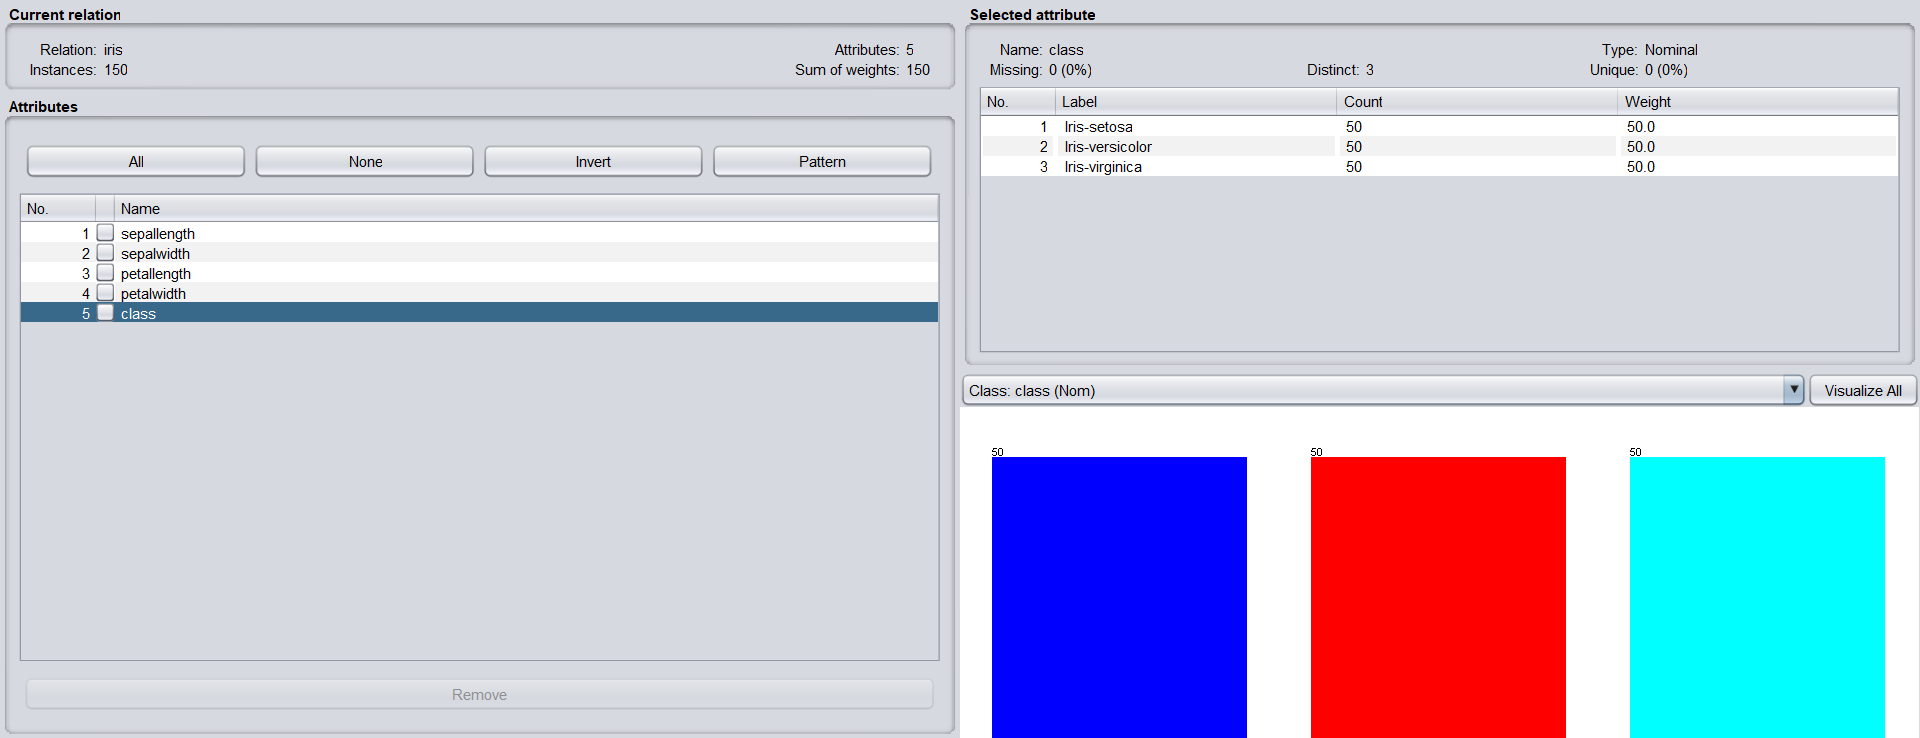 Current relation
Relation: iris
Attributes: 5
Instances: 150
Sum of weights: 150
Attributes
All
None
Invert
Pattern
No. Name
1 sepallength
2 sepalwidth
3 petallength
4 petalwidth
5 class
Remove
Selected attribute
Name: class
Type: Nominal
Missing: 0 (0%)
Distinct: 3
Unique: 0 (0%)
No. Label Count Weight
1 Iris-setosa 50 50.0
2 Iris-versicolor 50 50.0
3 Iris-virginica 50 50.0
Class: class (Nom)
Visualize All
50
50
50